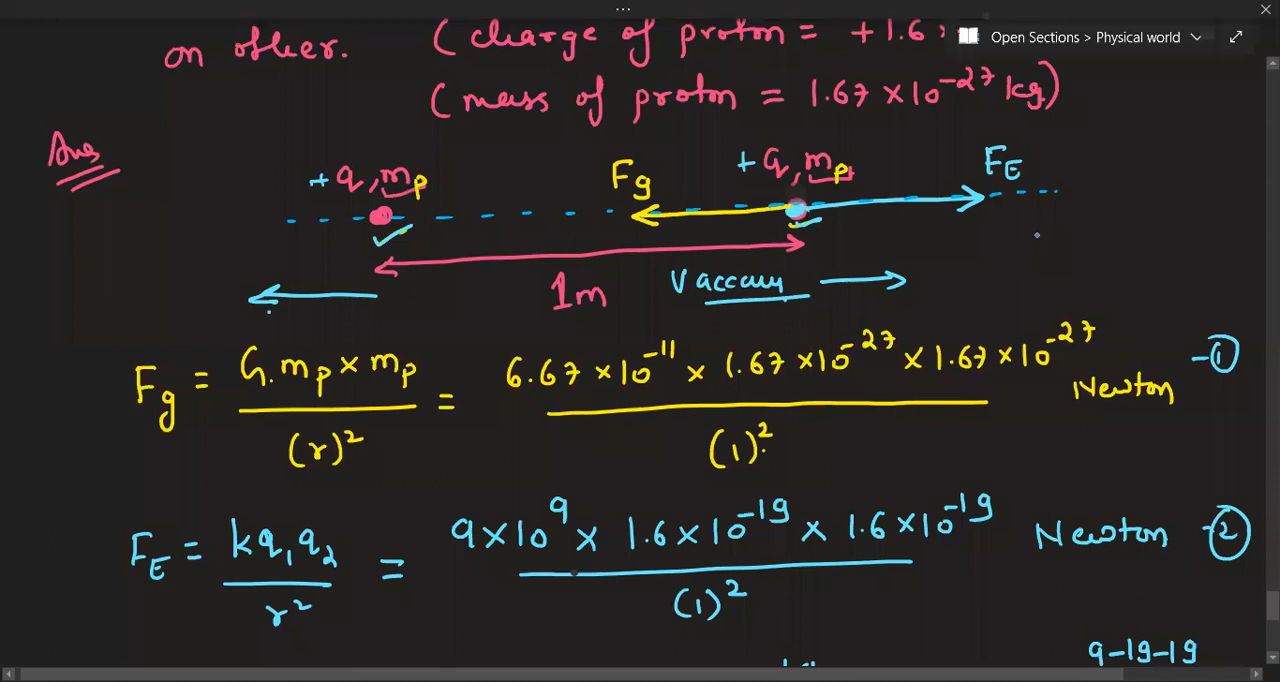 on other. ( charge of proton = +1.6
Open Sections > Physical world
( mass of proton = 1.67 × 10⁻²⁷ kg )
Ans
+ q, mp Fg + q, mp FE
1m Vaccum
Fg = G.mp × mp / (r)² = 6.67 × 10⁻¹¹ × 1.67 × 10⁻²⁷ × 1.67 × 10⁻²⁷ / (1)² Newton -①
FE = kq₁q₂ / r² = 9×10⁹ × 1.6×10⁻¹⁹ × 1.6×10⁻¹⁹ / (1)² Newton -②
9-19-19